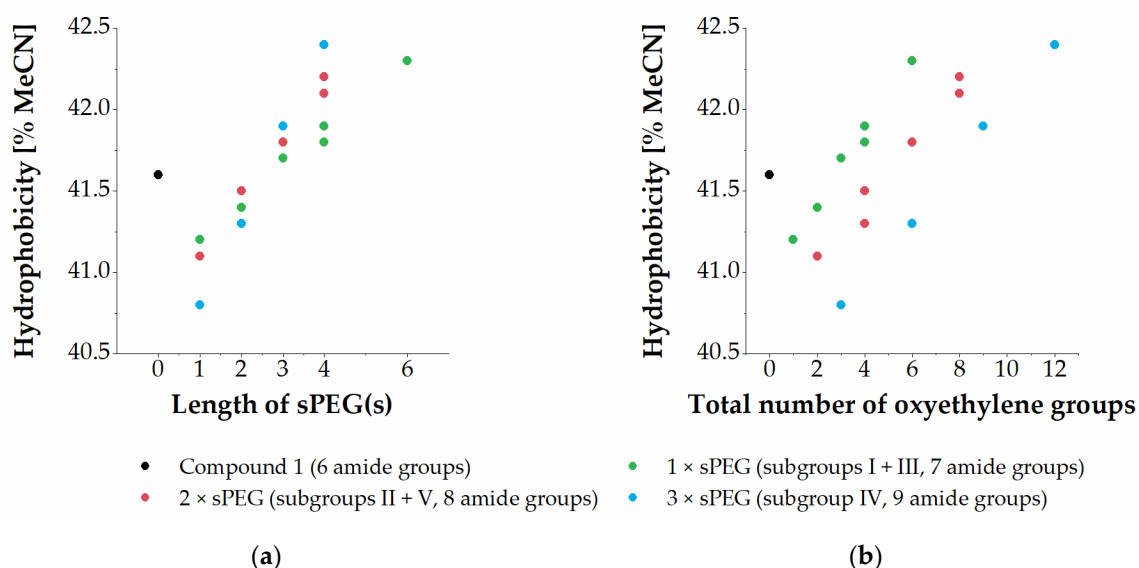 Hydrophobicity [% MeCN]
42.5
42.0
41.5
41.0
40.5
0 1 2 3 4 6
Length of sPEG(s)
Hydrophobicity [% MeCN]
42.5
42.0
41.5
41.0
40.5
0 2 4 6 8 10 12
Total number of oxyethylene groups
Compound 1 (6 amide groups)
1 × sPEG (subgroups I + III, 7 amide groups)
2 × sPEG (subgroups II + V, 8 amide groups)
3 × sPEG (subgroup IV, 9 amide groups)
(a)
(b)